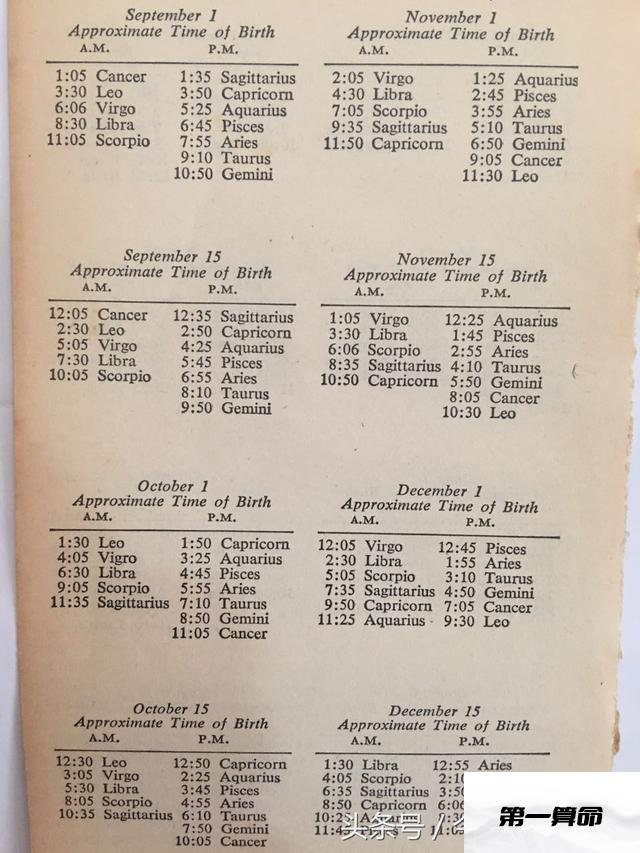 September 1
Approximate Time of Birth
A.M. P.M.
1:05 Cancer 1:35 Sagittarius
3:30 Leo 3:50 Capricorn
6:06 Virgo 5:25 Aquarius
8:30 Libra 6:45 Pisces
11:05 Scorpio 7:55 Aries
9:10 Taurus
10:50 Gemini
September 15
Approximate Time of Birth
A.M. P.M.
12:05 Cancer 12:35 Sagittarius
2:30 Leo 2:50 Capricorn
5:05 Virgo 4:25 Aquarius
7:30 Libra 5:45 Pisces
10:05 Scorpio 6:55 Aries
8:10 Taurus
9:50 Gemini
October 1
Approximate Time of Birth
A.M. P.M.
1:30 Leo 1:50 Capricorn
4:05 Vigro 3:25 Aquarius
6:30 Libra 4:45 Pisces
9:05 Scorpio 5:55 Aries
11:35 Sagittarius 7:10 Taurus
8:50 Gemini
11:05 Cancer
October 15
Approximate Time of Birth
A.M. P.M.
12:30 Leo 12:50 Capricorn
3:05 Virgo 2:25 Aquarius
5:30 Libra 3:45 Pisces
8:05 Scorpio 4:55 Aries
10:35 Sagittarius 6:10 Taurus
7:50 Gemini
10:05 Cancer
November 1
Approximate Time of Birth
A.M. P.M.
2:05 Virgo 1:25 Aquarius
4:30 Libra 2:45 Pisces
7:05 Scorpio 3:55 Aries
9:35 Sagittarius 5:10 Taurus
11:50 Capricorn 6:50 Gemini
9:05 Cancer
11:30 Leo
November 15
Approximate Time of Birth
A.M. P.M.
1:05 Virgo 12:25 Aquarius
3:30 Libra 1:45 Pisces
6:06 Scorpio 2:55 Aries
8:35 Sagittarius 4:10 Taurus
10:50 Capricorn 5:50 Gemini
8:05 Cancer
10:30 Leo
December 1
Approximate Time of Birth
A.M. P.M.
12:05 Virgo 12:45 Pisces
2:30 Libra 1:55 Aries
5:05 Scorpio 3:10 Taurus
7:35 Sagittarius 4:50 Gemini
9:50 Capricorn 7:05 Cancer
11:25 Aquarius 9:30 Leo
December 15
Approximate Time of Birth
A.M. P.M.
1:30 Libra 12:55 Aries
4:05 Scorpio
6:35 Sagittarius
8:50 Capricorn
头条号
第一算命